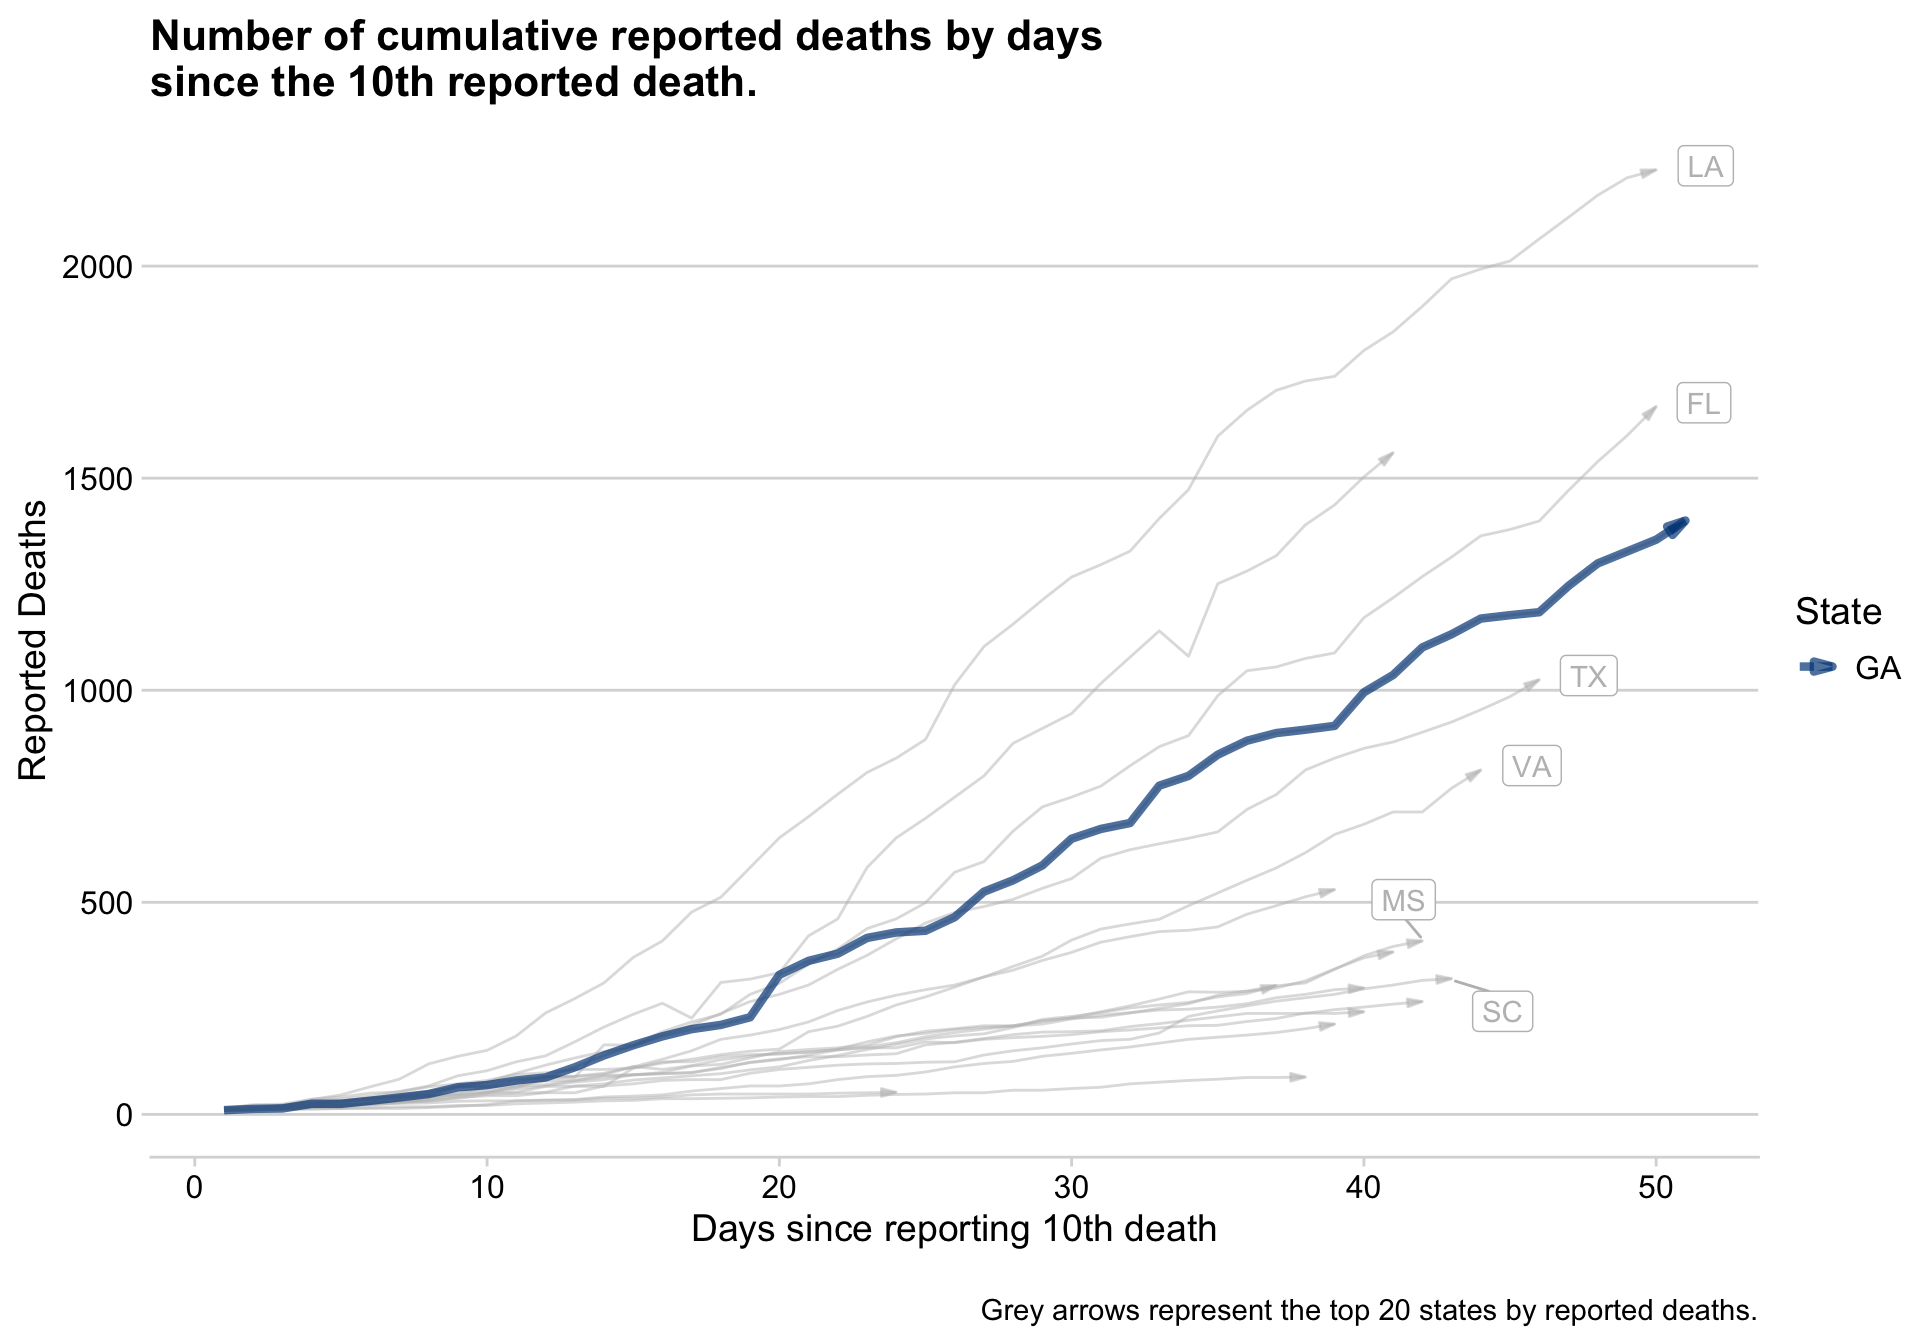 Number of cumulative reported deaths by days
since the 10th reported death.
LA
2000
FL
1500
Reported Deaths
State
GA
1000
TX
VA
500
MS
SC
0
0 10 20 30 40 50
Days since reporting 10th death
Grey arrows represent the top 20 states by reported deaths.